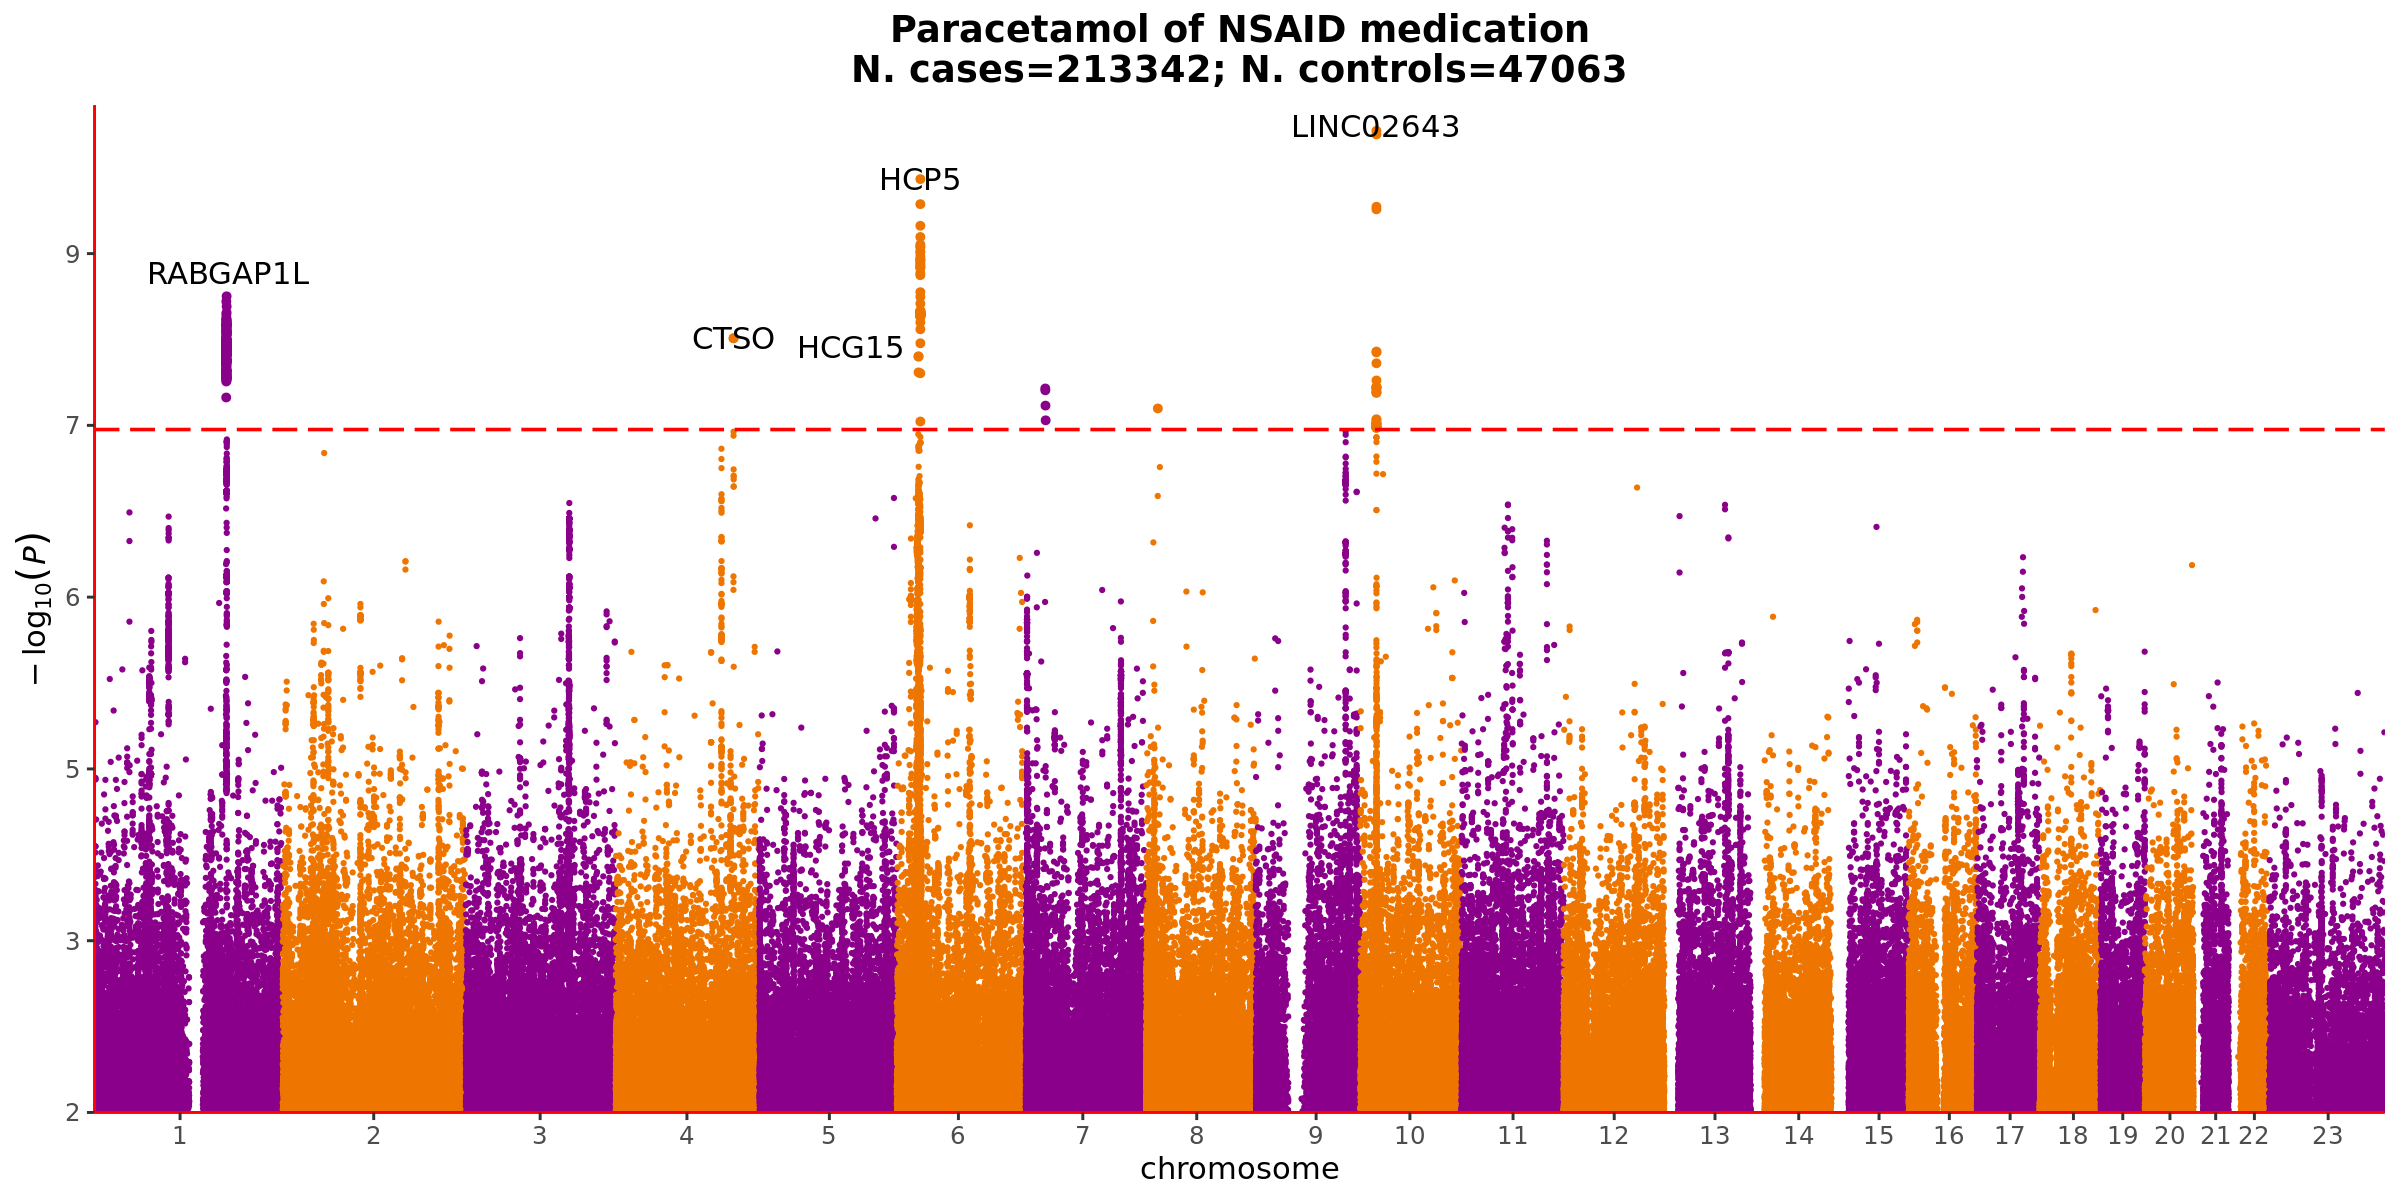 Paracetamol of NSAID medication
N. cases=213342; N. controls=47063
LINC02643
HCP5
RABGAP1L
CTSO
HCG15
9
7
6
5
3
2
−log10(P)
1 2 3 4 5 6 7 8 9 10 11 12 13 14 15 16 17 18 19 20 21 22 23
chromosome